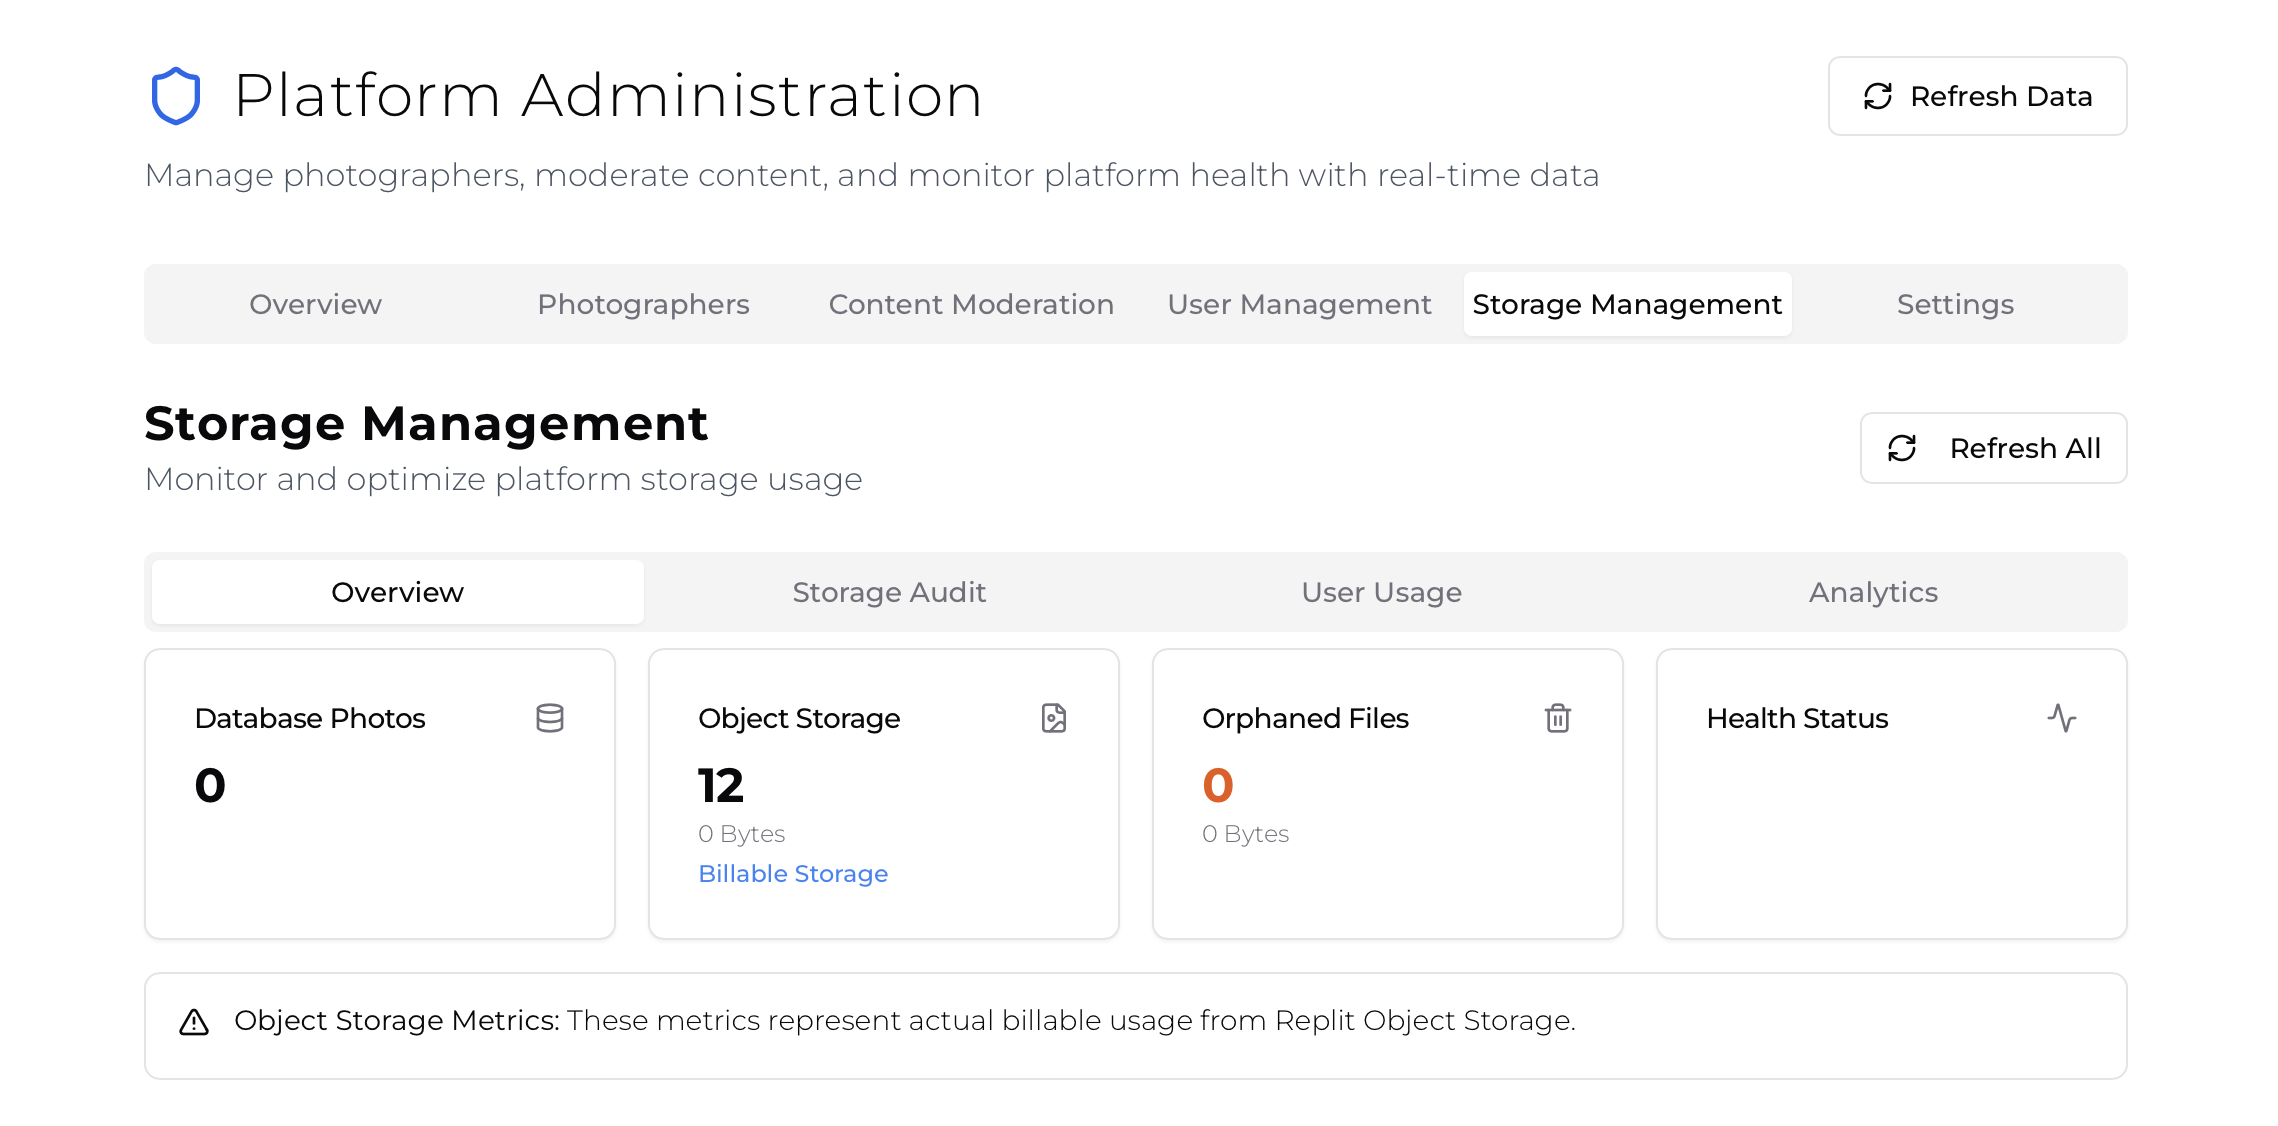 Platform Administration
Refresh Data
Manage photographers, moderate content, and monitor platform health with real-time data
Overview
Photographers
Content Moderation
User Management
Storage Management
Settings
Storage Management
Refresh All
Monitor and optimize platform storage usage
Overview
Storage Audit
User Usage
Analytics
Database Photos
0
Object Storage
12
0 Bytes
Billable Storage
Orphaned Files
0
0 Bytes
Health Status
Object Storage Metrics: These metrics represent actual billable usage from Replit Object Storage.